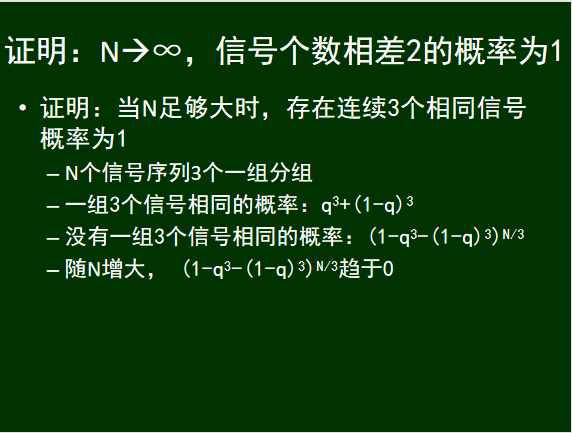 证明：N→∞，信号个数相差2的概率为1
• 证明：当N足够大时，存在连续3个相同信号
概率为1
– N个信号序列3个一组分组
– 一组3个信号相同的概率：q³+(1-q)³
– 没有一组3个信号相同的概率：(1-q³-(1-q)³)ᴺ/³
– 随N增大， (1-q³-(1-q)³)ᴺ/³趋于0